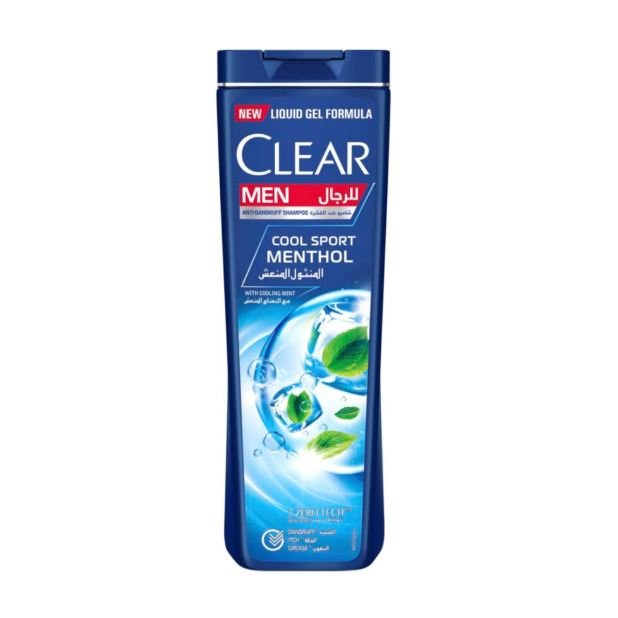 NEW LIQUID GEL FORMULA
CLEAR
MEN للرجال
ANTI-DANDRUFF SHAMPOO شامبو ضد القشرة
COOL SPORT
MENTHOL
المنثول المنعش
WITH COOLING MINT
مع النعناع المنعش
ZERO TECH
DANDRUFF القشرة
ITCH الحكة
GREASE الدهون